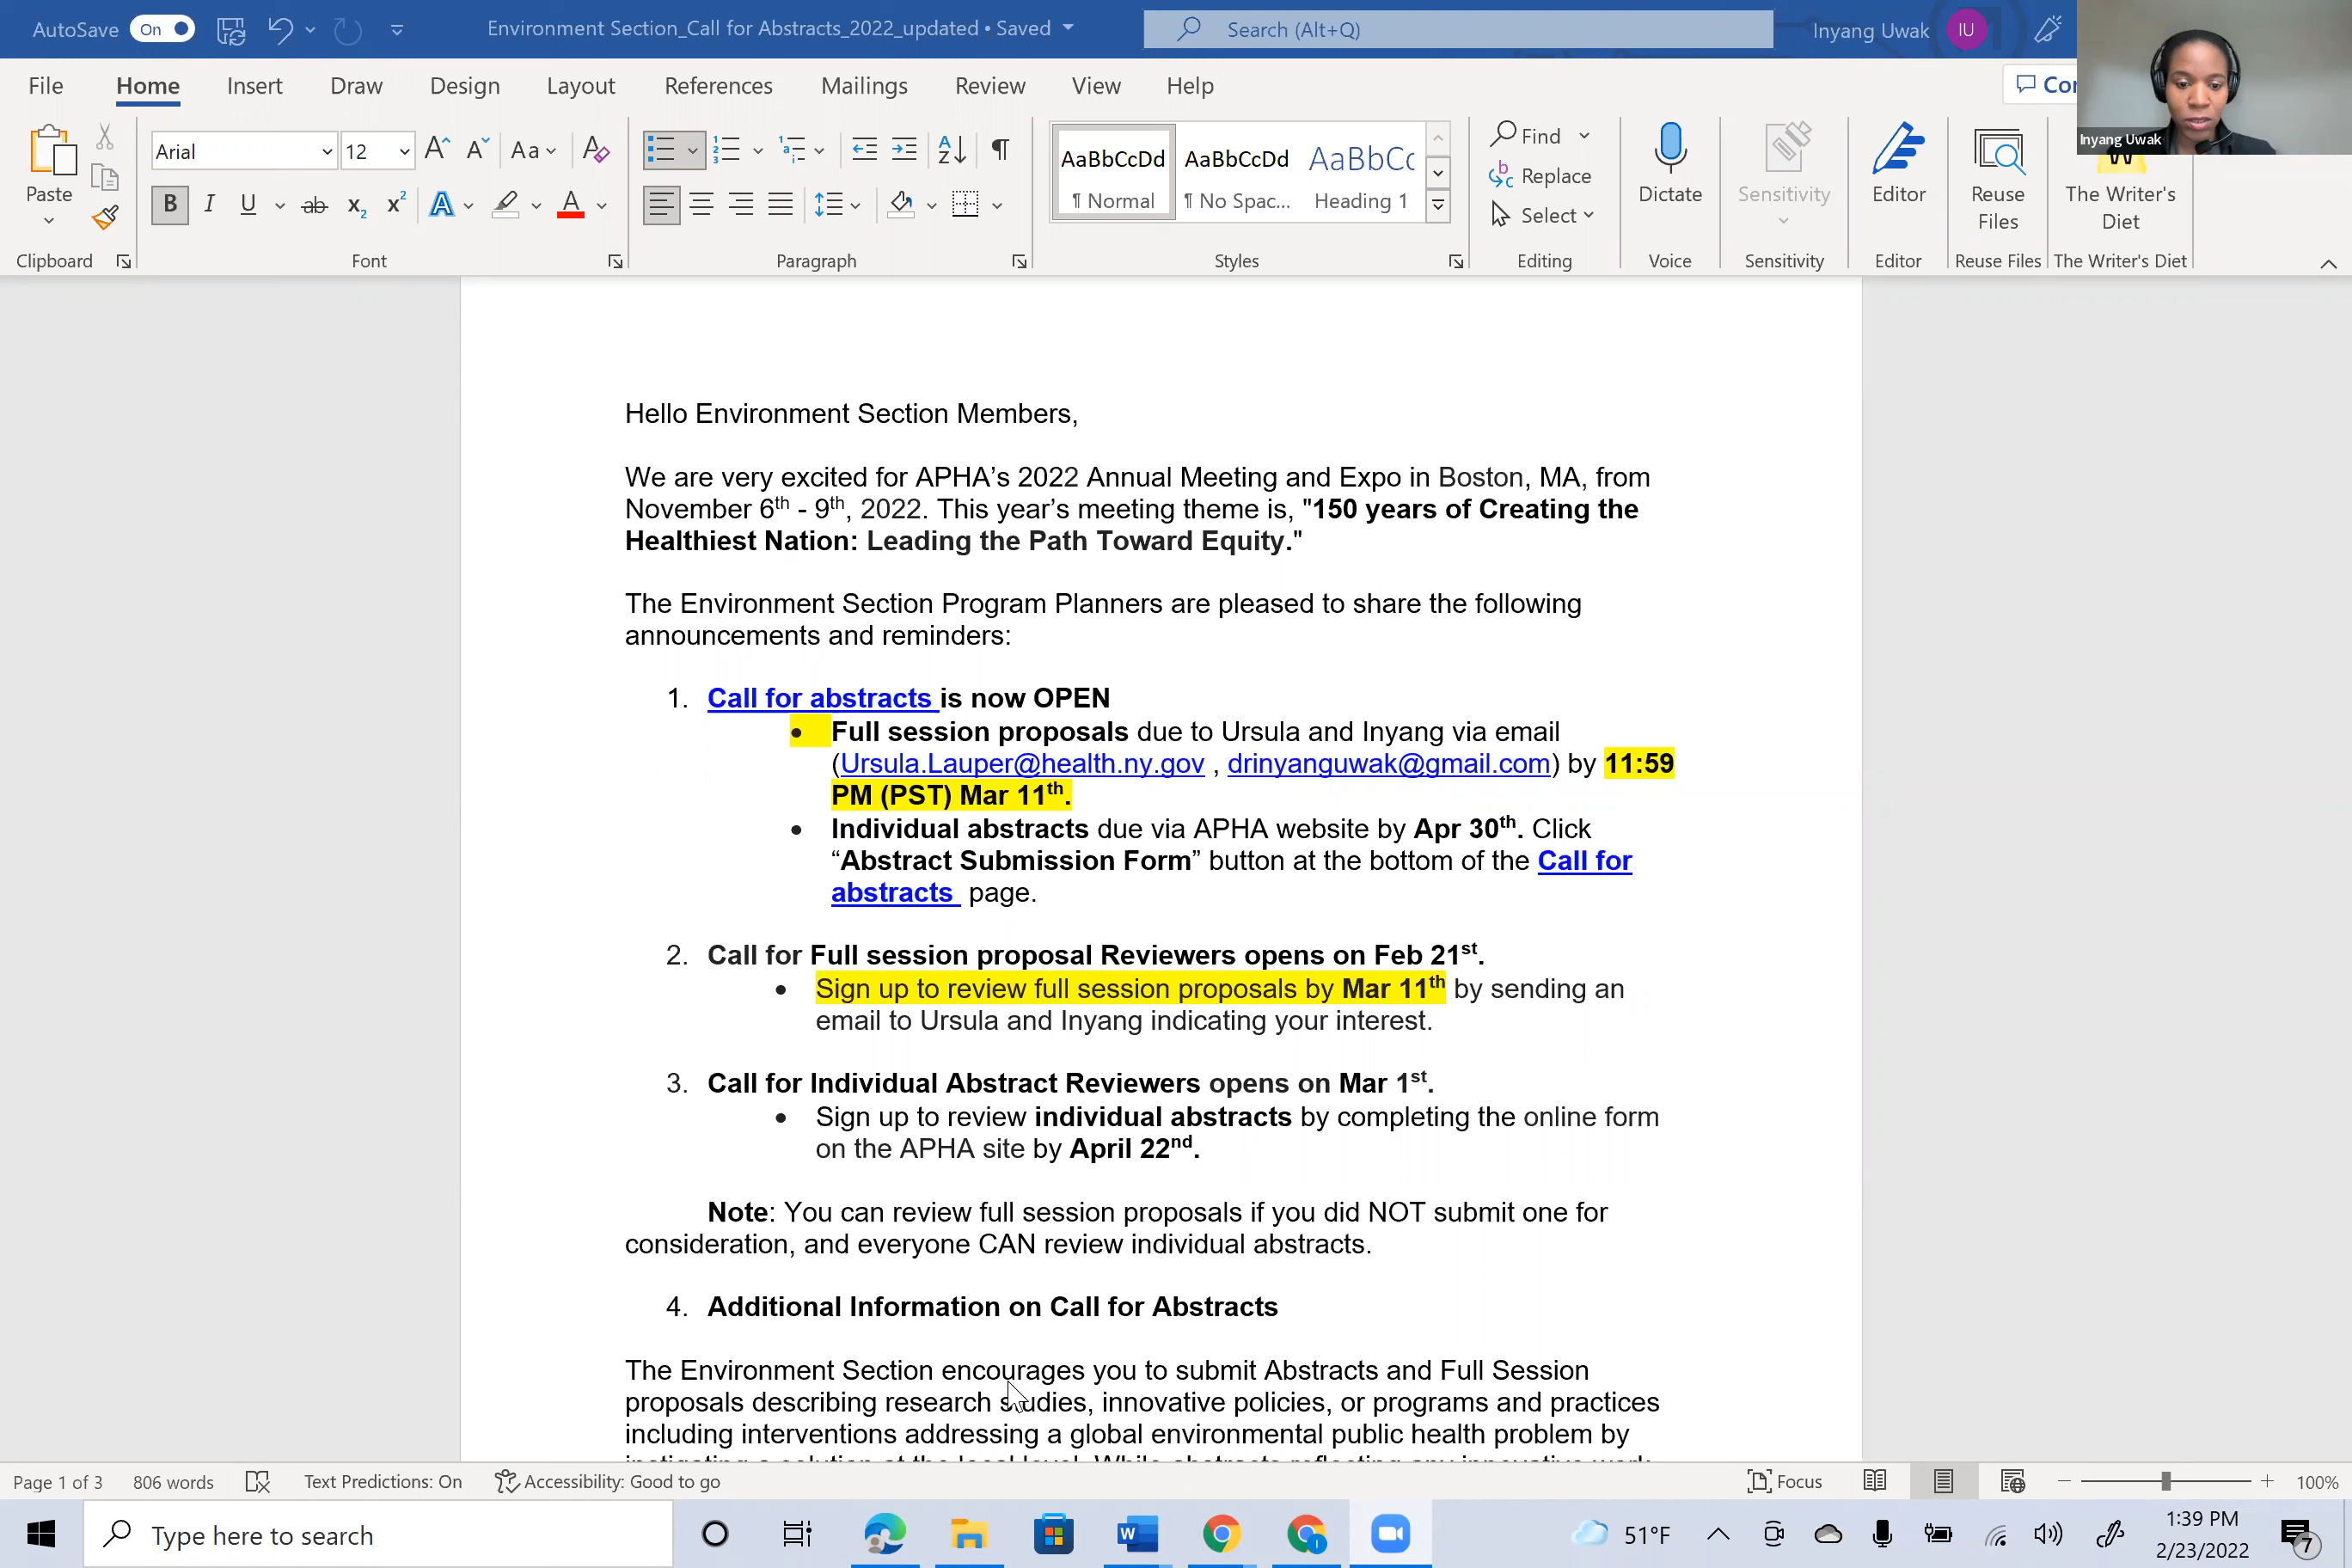 AutoSave On Environment Section_Call for Abstracts_2022_updated • Saved Search (Alt+Q) Inyang Uwak IU
File Home Insert Draw Design Layout References Mailings Review View Help
Inyang Uwak
Arial 12 Aa AaBbCcDd AaBbCcDd AaBbCc Find
Paste Replace Dictate Sensitivity Editor Reuse Files The Writer's Diet
¶ Normal ¶ No Spac... Heading 1 Select
Clipboard Font Paragraph Styles Editing Voice Sensitivity Editor Reuse Files The Writer's Diet
Hello Environment Section Members,
We are very excited for APHA's 2022 Annual Meeting and Expo in Boston, MA, from
November 6th - 9th, 2022. This year's meeting theme is, "150 years of Creating the
Healthiest Nation: Leading the Path Toward Equity."
The Environment Section Program Planners are pleased to share the following
announcements and reminders:
1. Call for abstracts is now OPEN
• Full session proposals due to Ursula and Inyang via email
(Ursula.Lauper@health.ny.gov , drinyanguwak@gmail.com) by 11:59
PM (PST) Mar 11th.
• Individual abstracts due via APHA website by Apr 30th. Click
“Abstract Submission Form” button at the bottom of the Call for
abstracts page.
2. Call for Full session proposal Reviewers opens on Feb 21st.
• Sign up to review full session proposals by Mar 11th by sending an
email to Ursula and Inyang indicating your interest.
3. Call for Individual Abstract Reviewers opens on Mar 1st.
• Sign up to review individual abstracts by completing the online form
on the APHA site by April 22nd.
Note: You can review full session proposals if you did NOT submit one for
consideration, and everyone CAN review individual abstracts.
4. Additional Information on Call for Abstracts
The Environment Section encourages you to submit Abstracts and Full Session
proposals describing research studies, innovative policies, or programs and practices
including interventions addressing a global environmental public health problem by
Page 1 of 3 806 words Text Predictions: On Accessibility: Good to go Focus 100%
Type here to search 51°F 1:39 PM
2/23/2022 7